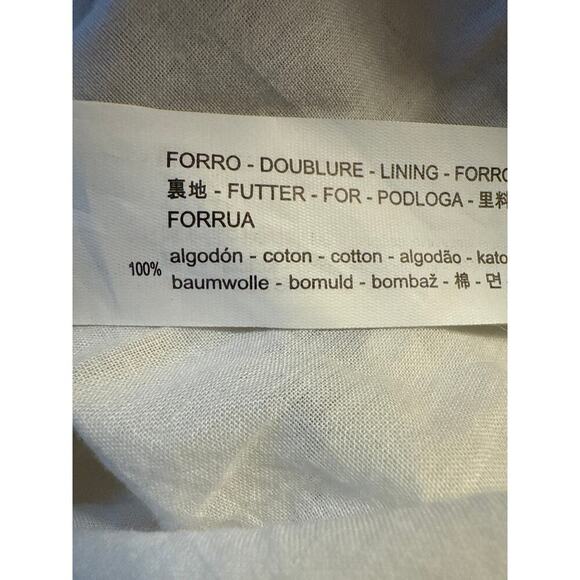 FORRO - DOUBLURE - LINING - FORRO
裏地 - FUTTER - FOR - PODLOGA - 里料
FORRUA
100% algodón - coton - cotton - algodão - kato
baumwolle - bomuld - bombaž - 棉 - 면 -